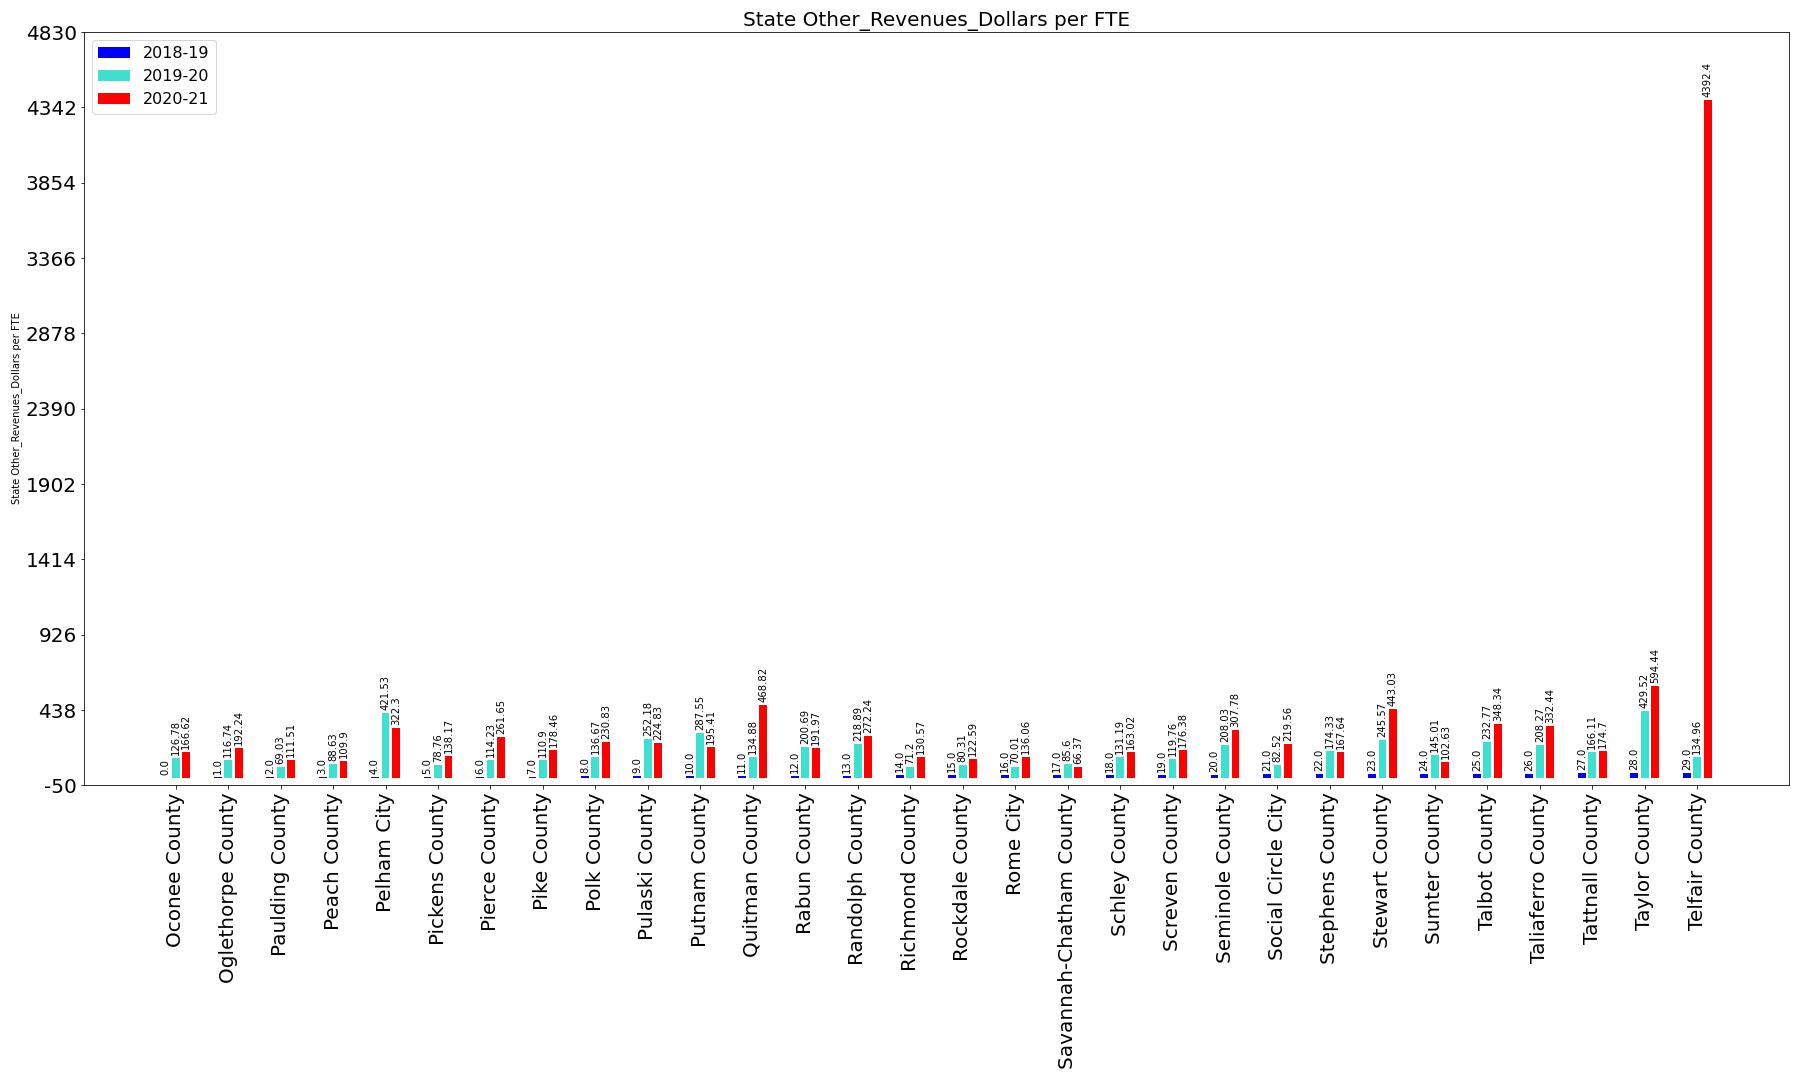 State Other_Revenues_Dollars per FTE
2018-19
2019-20
2020-21
State Other_Revenues_Dollars per FTE
4830
4342
3854
3366
2878
2390
1902
1414
926
438
-50
0.0 126.78 166.62
1.0 116.74 192.24
2.0 69.03 111.51
3.0 88.63 109.9
4.0 421.53 322.3
5.0 78.76 138.17
6.0 114.23 261.65
7.0 110.9 178.46
8.0 136.67 230.83
9.0 252.18 224.83
10.0 287.55 195.41
11.0 134.88 468.82
12.0 200.69 191.97
13.0 218.89 272.24
14.0 71.2 130.57
15.0 80.31 122.59
16.0 70.01 136.06
17.0 85.6 66.37
18.0 131.19 163.02
19.0 119.76 176.38
20.0 208.03 307.78
21.0 82.52 219.56
22.0 174.33 167.64
23.0 245.57 443.03
24.0 145.01 102.63
25.0 232.77 348.34
26.0 208.27 332.44
27.0 166.11 174.7
28.0 429.52 594.44
29.0 134.96 4392.4
Oconee County
Oglethorpe County
Paulding County
Peach County
Pelham City
Pickens County
Pierce County
Pike County
Polk County
Pulaski County
Putnam County
Quitman County
Rabun County
Randolph County
Richmond County
Rockdale County
Rome City
Savannah-Chatham County
Schley County
Screven County
Seminole County
Social Circle City
Stephens County
Stewart County
Sumter County
Talbot County
Taliaferro County
Tattnall County
Taylor County
Telfair County